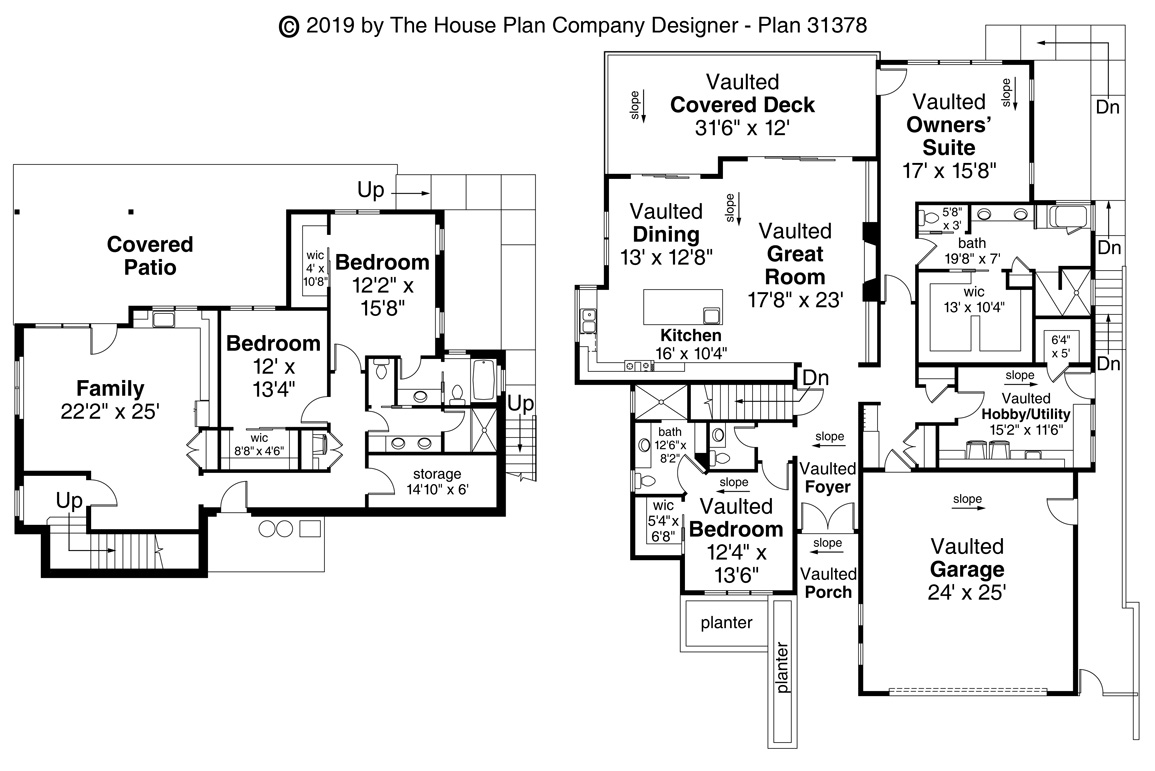 © 2019 by The House Plan Company Designer - Plan 31378
Up
Covered
Patio
wic
4' x
10'8"
Bedroom
12'2" x
15'8"
Bedroom
12' x
13'4"
Family
22'2" x 25'
wic
8'8" x 4'6"
Up
storage
14'10" x 6'
Up
slope
Vaulted
Covered Deck
31'6" x 12'
Vaulted
Owners'
Suite
17' x 15'8"
slope
Dn
Vaulted
Dining
13' x 12'8"
slope
Vaulted
Great
Room
17'8" x 23'
5'8"
x 3'
bath
19'8" x 7'
Dn
wic
13' x 10'4"
Kitchen
16' x 10'4"
6'4"
x 5'
Dn
Dn
slope
Vaulted
Hobby/Utility
15'2" x 11'6"
bath
12'6" x
8'2"
slope
Vaulted
Foyer
slope
Vaulted
Bedroom
12'4" x
13'6"
wic
5'4" x
6'8"
slope
Vaulted
Porch
slope
Vaulted
Garage
24' x 25'
planter
planter